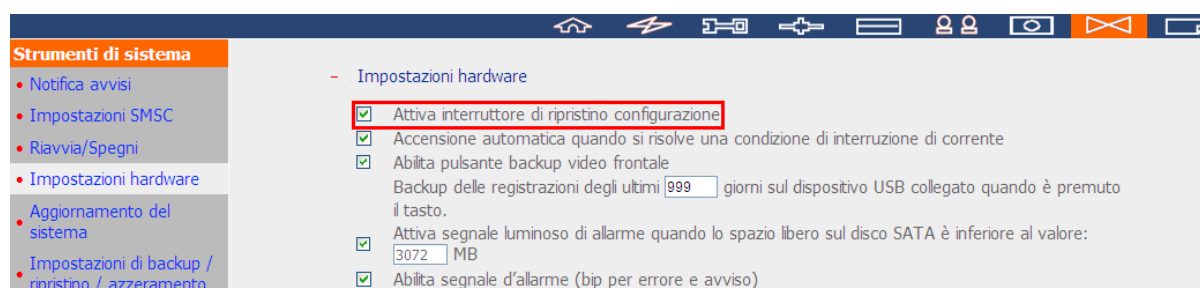 Strumenti di sistema
• Notifica avvisi
• Impostazioni SMSC
• Riavvia/Spegni
• Impostazioni hardware
• Aggiornamento del
sistema
• Impostazioni di backup /
ripristino / azzeramento
- Impostazioni hardware
Attiva interruttore di ripristino configurazione
Accensione automatica quando si risolve una condizione di interruzione di corrente
Abilita pulsante backup video frontale
Backup delle registrazioni degli ultimi 999 giorni sul dispositivo USB collegato quando è premuto
il tasto.
Attiva segnale luminoso di allarme quando lo spazio libero sul disco SATA è inferiore al valore:
3072 MB
Abilita segnale d'allarme (bip per errore e avviso)